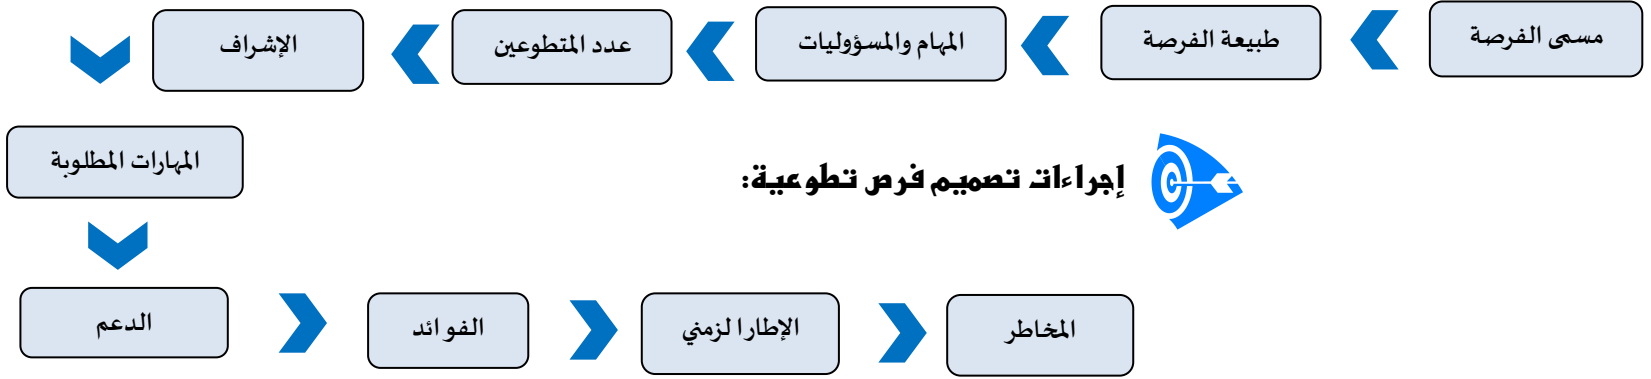 مسمى الفرصة
طبيعة الفرصة
المهام والمسؤوليات
عدد المتطوعين
الإشراف
المهارات المطلوبة
إجراءات تصميم فرص تطوعية:
الدعم
الفوائد
الإطار الزمني
المخاطر